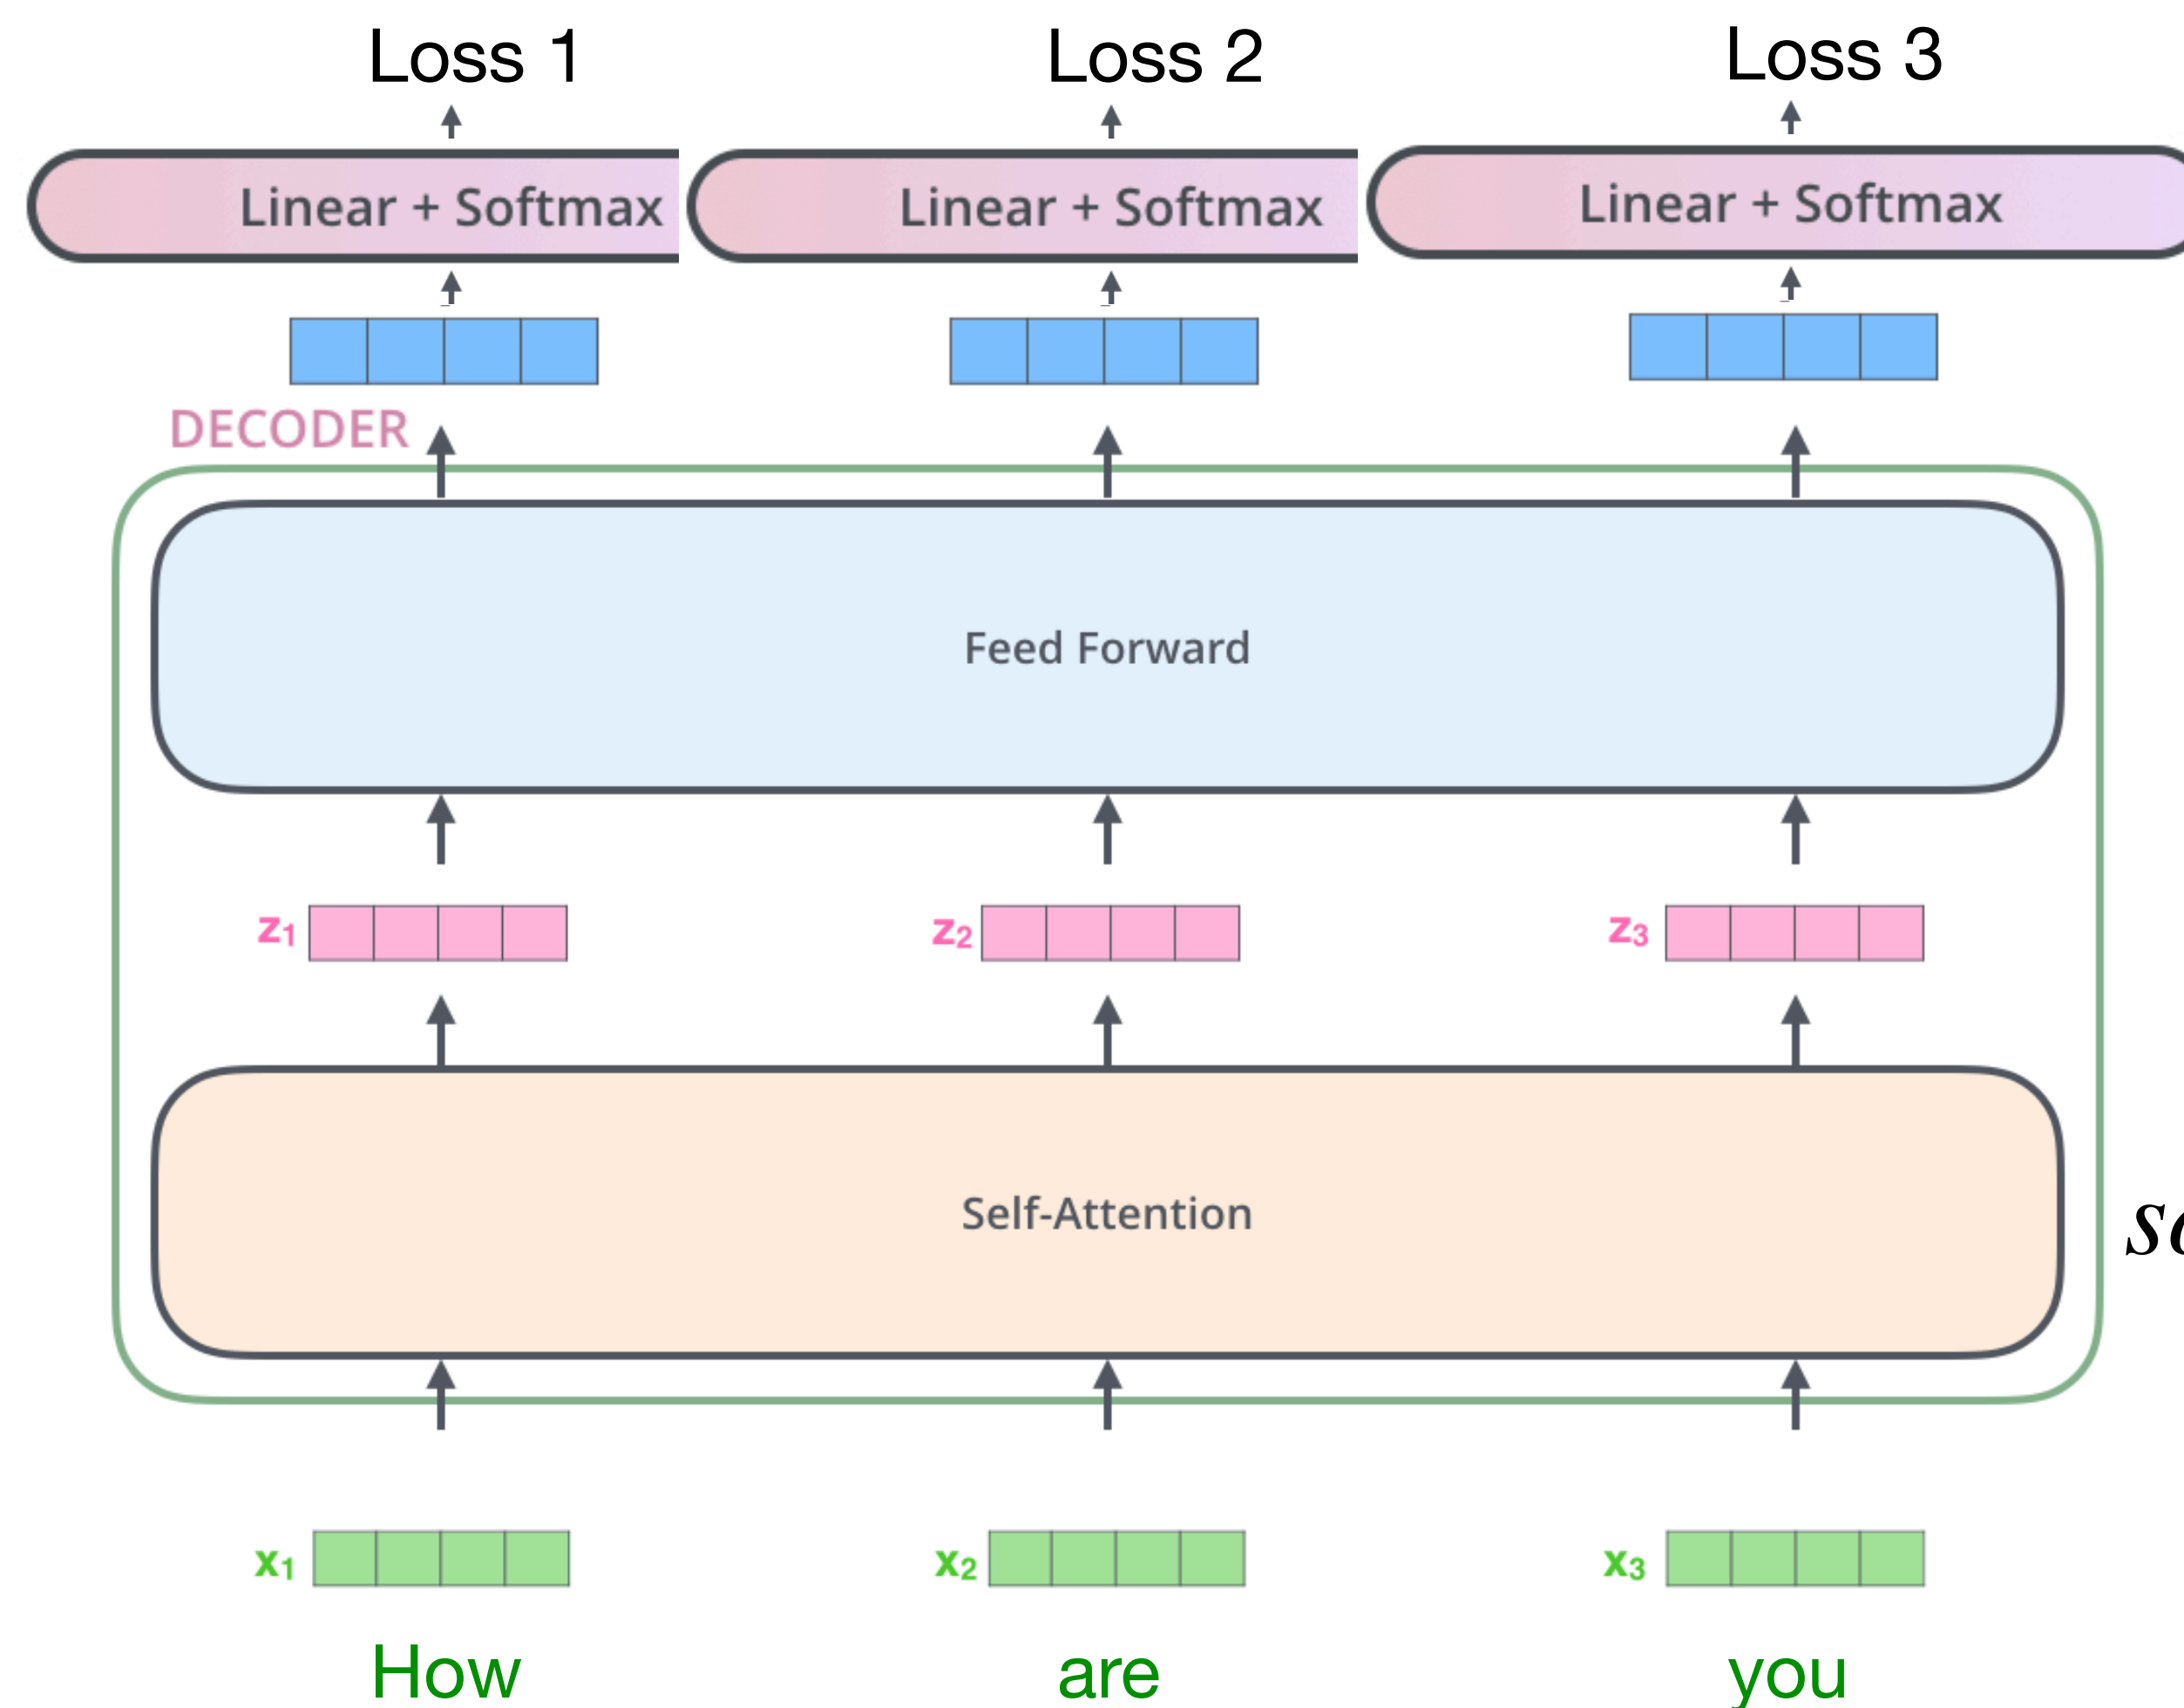 Loss 1 Loss 2 Loss 3
Linear + Softmax Linear + Softmax Linear + Softmax
DECODER
Feed Forward
z1 z2 z3
Self-Attention
x1 x2 x3
How are you